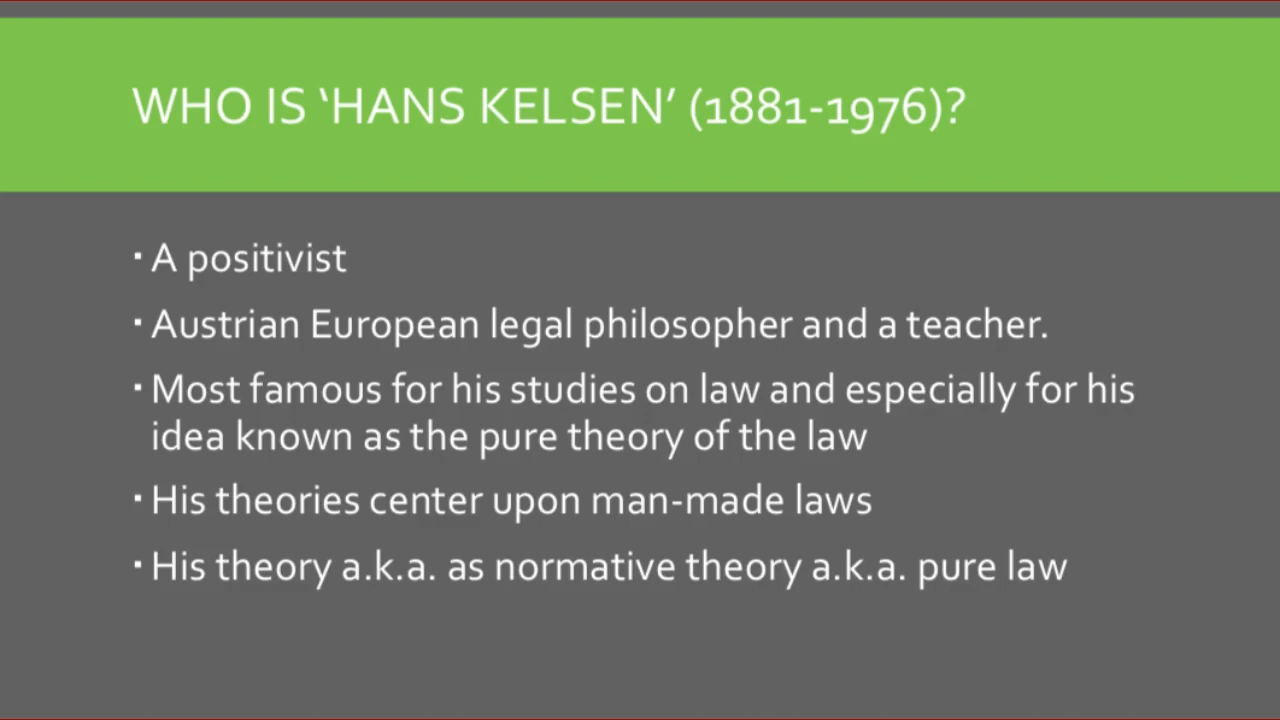 WHO IS ‘HANS KELSEN’ (1881-1976)?
▪ A positivist
▪ Austrian European legal philosopher and a teacher.
▪ Most famous for his studies on law and especially for his
idea known as the pure theory of the law
▪ His theories center upon man-made laws
▪ His theory a.k.a. as normative theory a.k.a. pure law